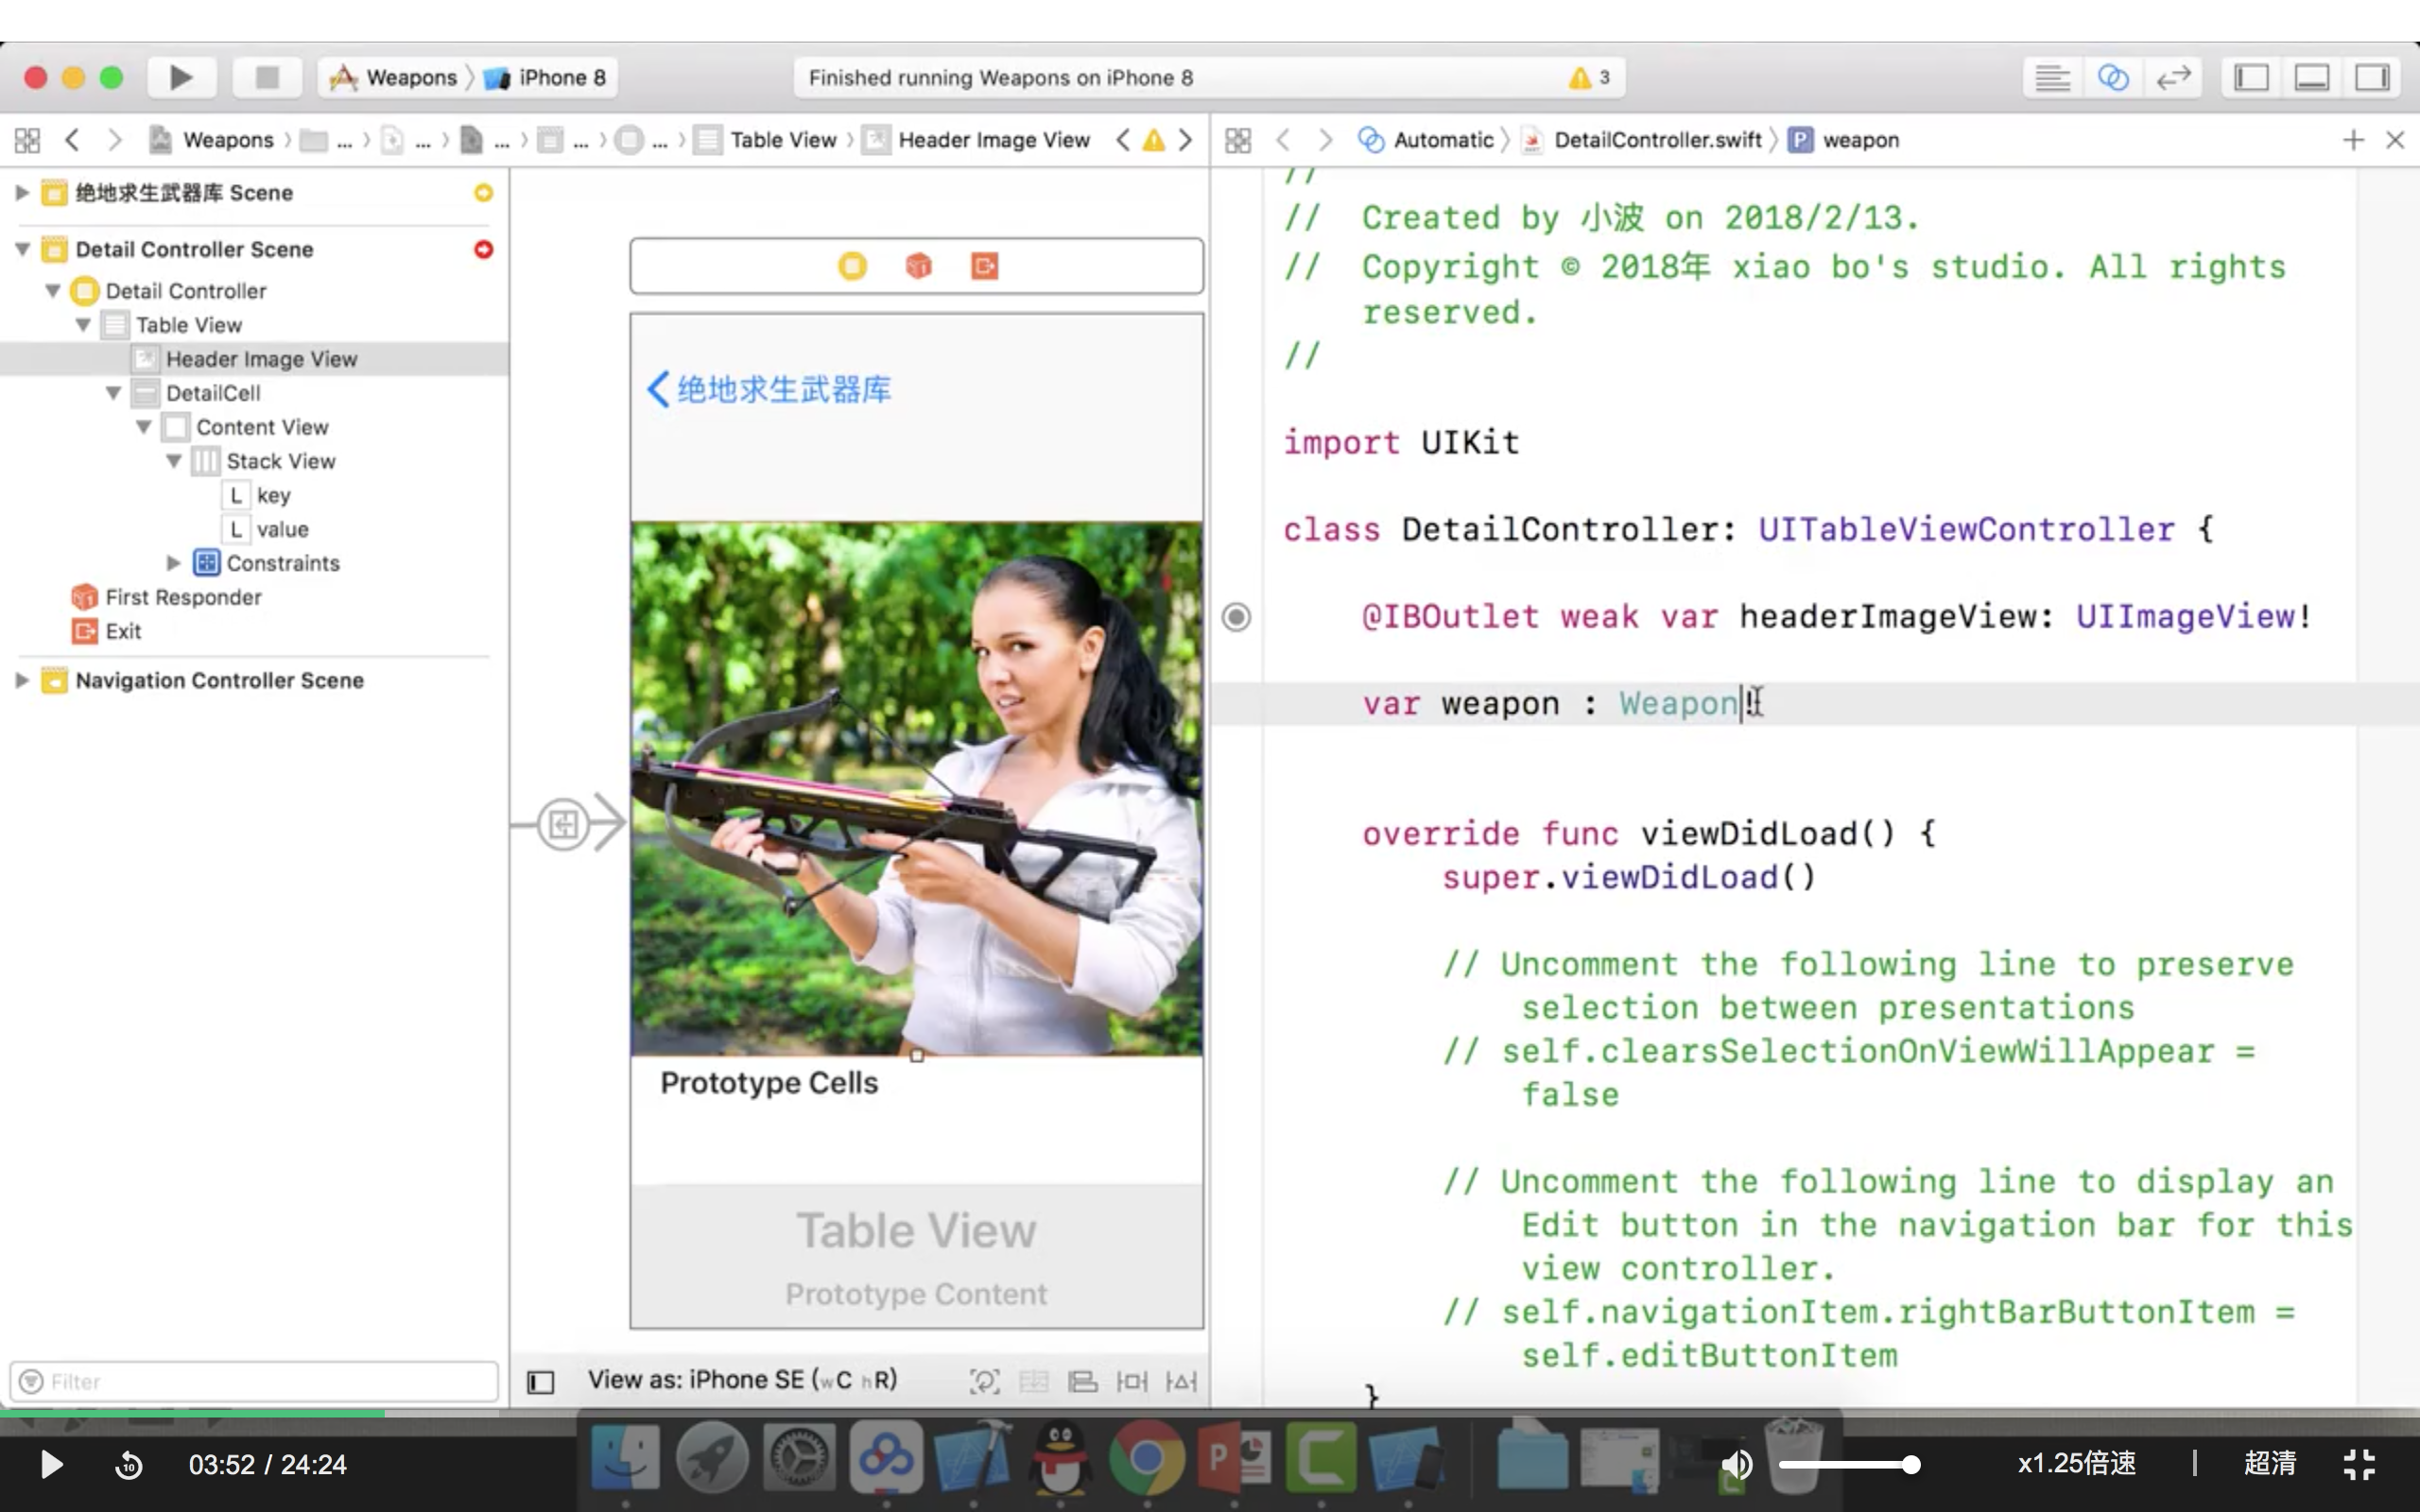 Weapons 〉 iPhone 8
Finished running Weapons on iPhone 8
3
Weapons 〉 ... 〉 ... 〉 ... 〉 ... 〉 ... 〉 Table View 〉 Header Image View
Automatic 〉 DetailController.swift 〉 P weapon
绝地求生武器库 Scene
Detail Controller Scene
Detail Controller
Table View
Header Image View
DetailCell
Content View
Stack View
L key
L value
Constraints
First Responder
Exit
Navigation Controller Scene
Filter
绝地求生武器库
Prototype Cells
Table View
Prototype Content
View as: iPhone SE (wC hR)
//
// Created by 小波 on 2018/2/13.
// Copyright © 2018年 xiao bo's studio. All rights
reserved.
//
import UIKit
class DetailController: UITableViewController {
@IBOutlet weak var headerImageView: UIImageView!
var weapon : Weapon!
override func viewDidLoad() {
super.viewDidLoad()
// Uncomment the following line to preserve
selection between presentations
// self.clearsSelectionOnViewWillAppear =
false
// Uncomment the following line to display an
Edit button in the navigation bar for this
view controller.
// self.navigationItem.rightBarButtonItem =
self.editButtonItem
}
10
03:52 / 24:24
P
C
x1.25倍速
超清